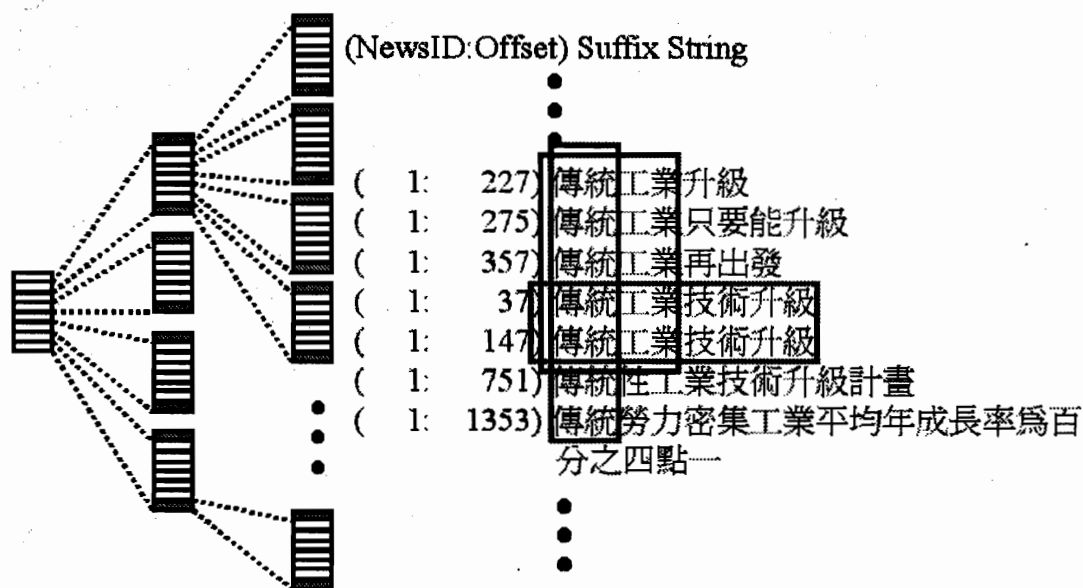 (NewsID:Offset) Suffix String
( 1: 227) 傳統工業升級
( 1: 275) 傳統工業只要能升級
( 1: 357) 傳統工業再出發
( 1: 37) 傳統工業技術升級
( 1: 147) 傳統工業技術升級
( 1: 751) 傳統性工業技術升級計畫
( 1: 1353) 傳統勞力密集工業平均年成長率爲百
分之四點一